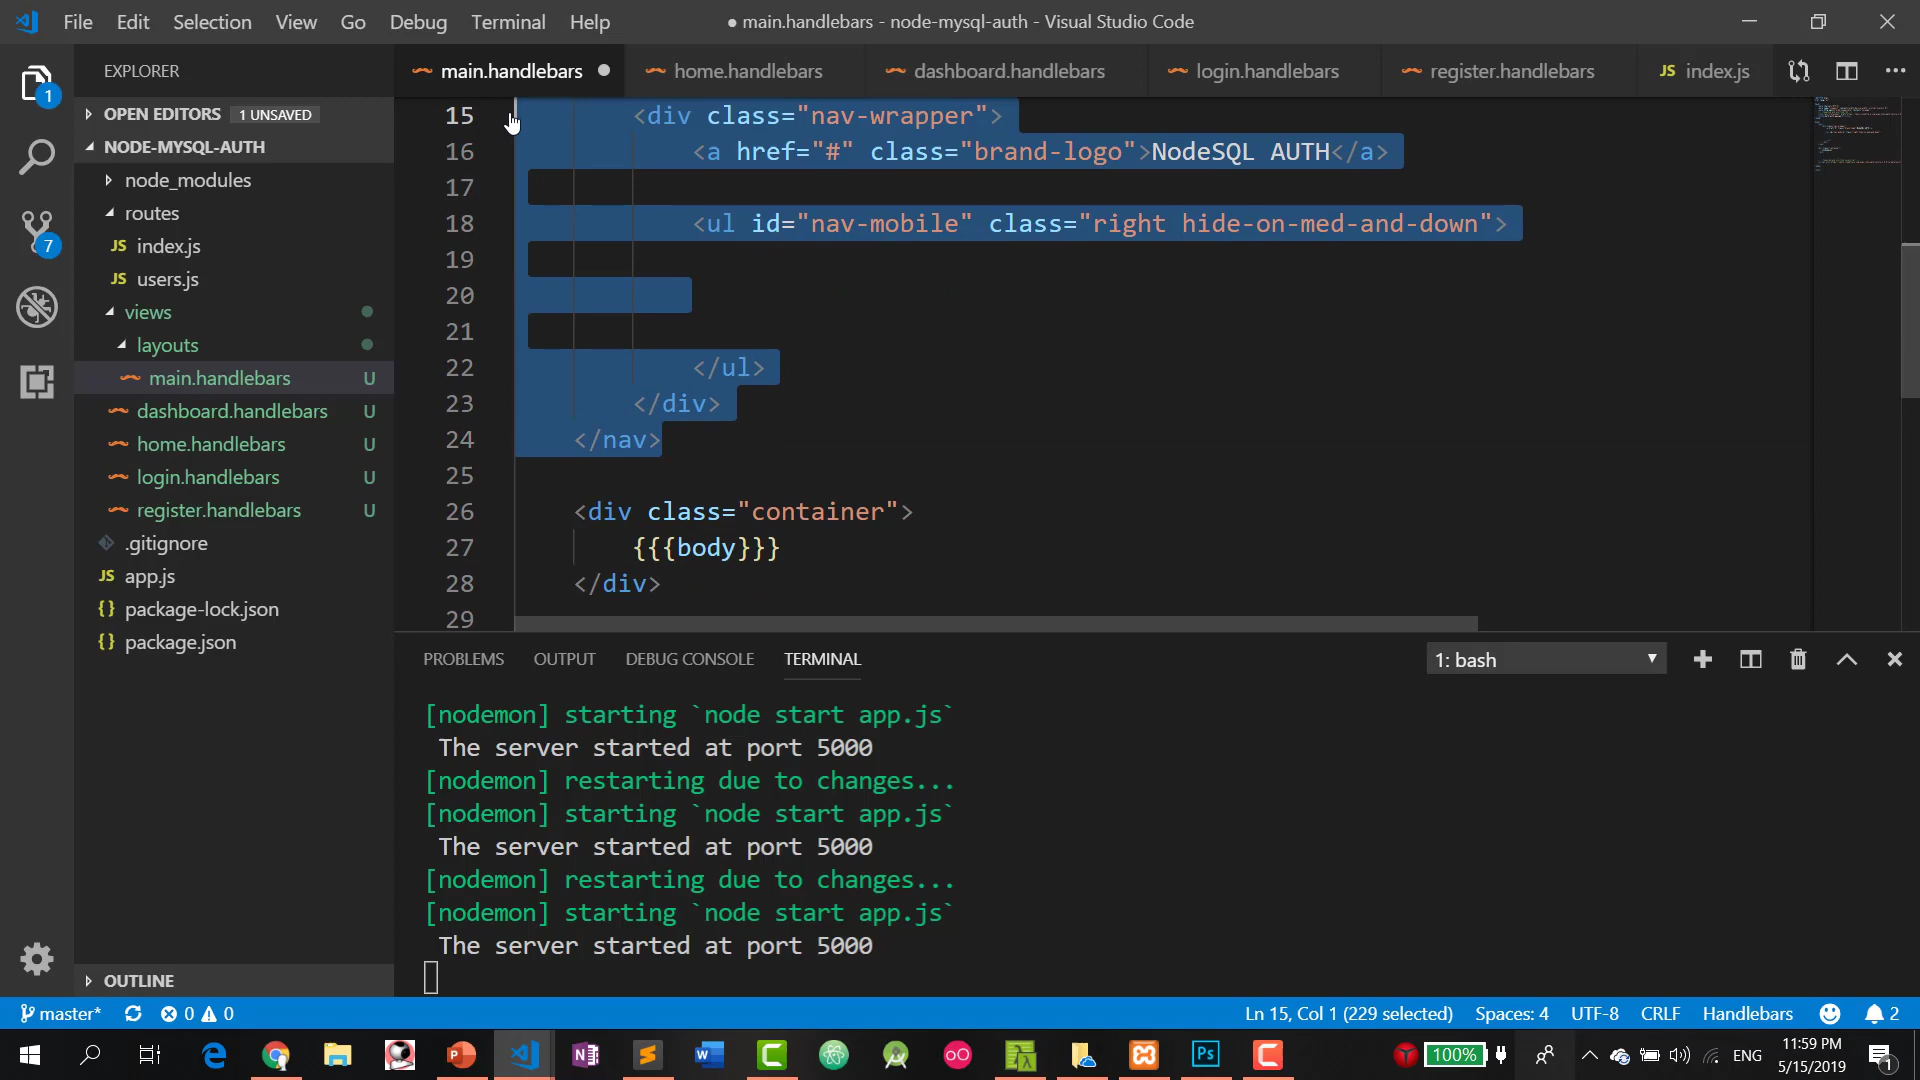 File Edit Selection View Go Debug Terminal Help
● main.handlebars - node-mysql-auth - Visual Studio Code
EXPLORER
main.handlebars
home.handlebars
dashboard.handlebars
login.handlebars
register.handlebars
JS index.js
1
OPEN EDITORS 1 UNSAVED
NODE-MYSQL-AUTH
node_modules
routes
JS index.js
7
JS users.js
views
layouts
main.handlebars U
dashboard.handlebars U
home.handlebars U
login.handlebars U
register.handlebars U
.gitignore
JS app.js
{} package-lock.json
{} package.json
OUTLINE
15 <div class="nav-wrapper">
16 <a href="#" class="brand-logo">NodeSQL AUTH</a>
17
18 <ul id="nav-mobile" class="right hide-on-med-and-down">
19
20
21
22 </ul>
23 </div>
24 </nav>
25
26 <div class="container">
27 {{{body}}}
28 </div>
29
PROBLEMS OUTPUT DEBUG CONSOLE TERMINAL
1: bash
[nodemon] starting `node start app.js`
The server started at port 5000
[nodemon] restarting due to changes...
[nodemon] starting `node start app.js`
The server started at port 5000
[nodemon] restarting due to changes...
[nodemon] starting `node start app.js`
The server started at port 5000
master* 0 0
Ln 15, Col 1 (229 selected) Spaces: 4 UTF-8 CRLF Handlebars 2
100% ENG
11:59 PM
5/15/2019
1